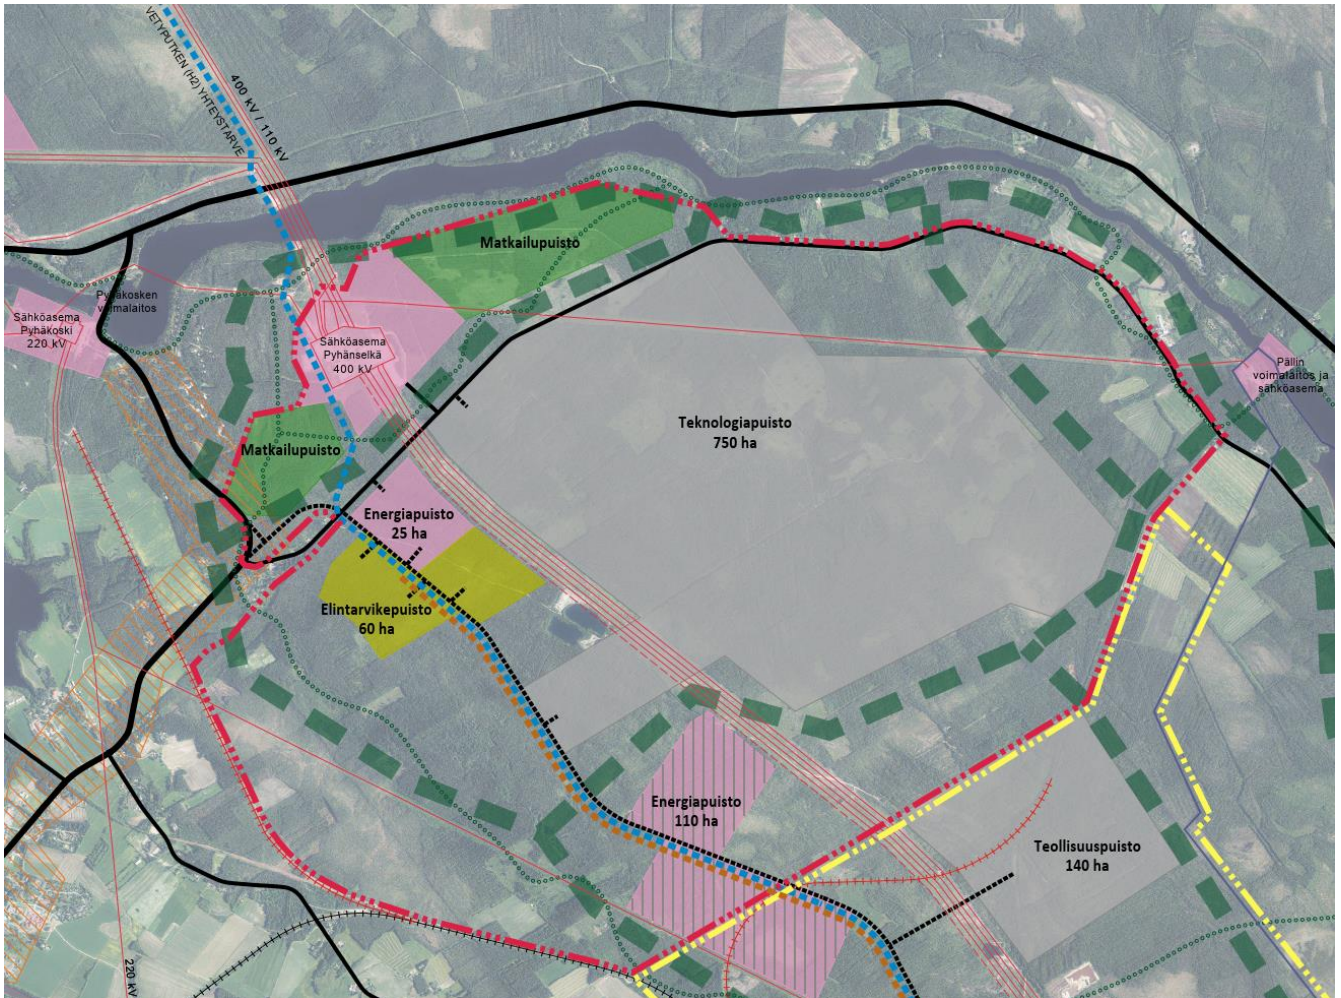 VETYPUTKEN (H2) YHTEYSTARVE
400 kV / 110 kV
Matkailupuisto
Pyhäkosken
voimalaitos
Sähköasema
Pyhäkoski
220 kV
Sähköasema
Pyhänselkä
400 kV
Pällin
voimalaitos ja
sähköasema
Teknologiapuisto
750 ha
Matkailupuisto
Energiapuisto
25 ha
Elintarvikepuisto
60 ha
Energiapuisto
110 ha
Teollisuuspuisto
140 ha
220 kV